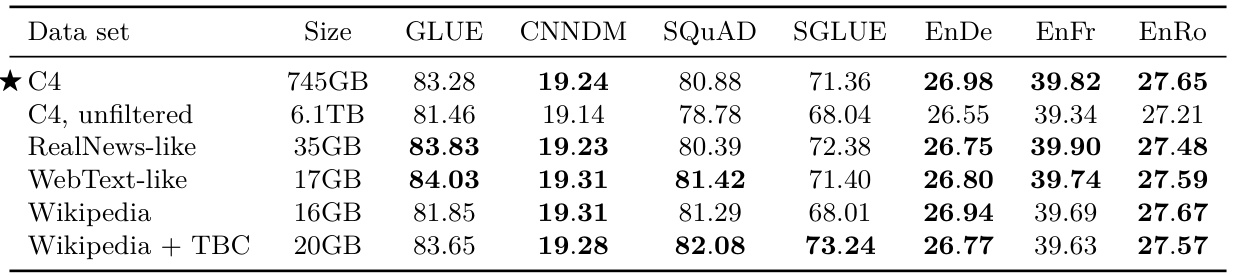 Data set Size GLUE CNNDM SQuAD SGLUE EnDe EnFr EnRo
★ C4 745GB 83.28 19.24 80.88 71.36 26.98 39.82 27.65
C4, unfiltered 6.1TB 81.46 19.14 78.78 68.04 26.55 39.34 27.21
RealNews-like 35GB 83.83 19.23 80.39 72.38 26.75 39.90 27.48
WebText-like 17GB 84.03 19.31 81.42 71.40 26.80 39.74 27.59
Wikipedia 16GB 81.85 19.31 81.29 68.01 26.94 39.69 27.67
Wikipedia + TBC 20GB 83.65 19.28 82.08 73.24 26.77 39.63 27.57